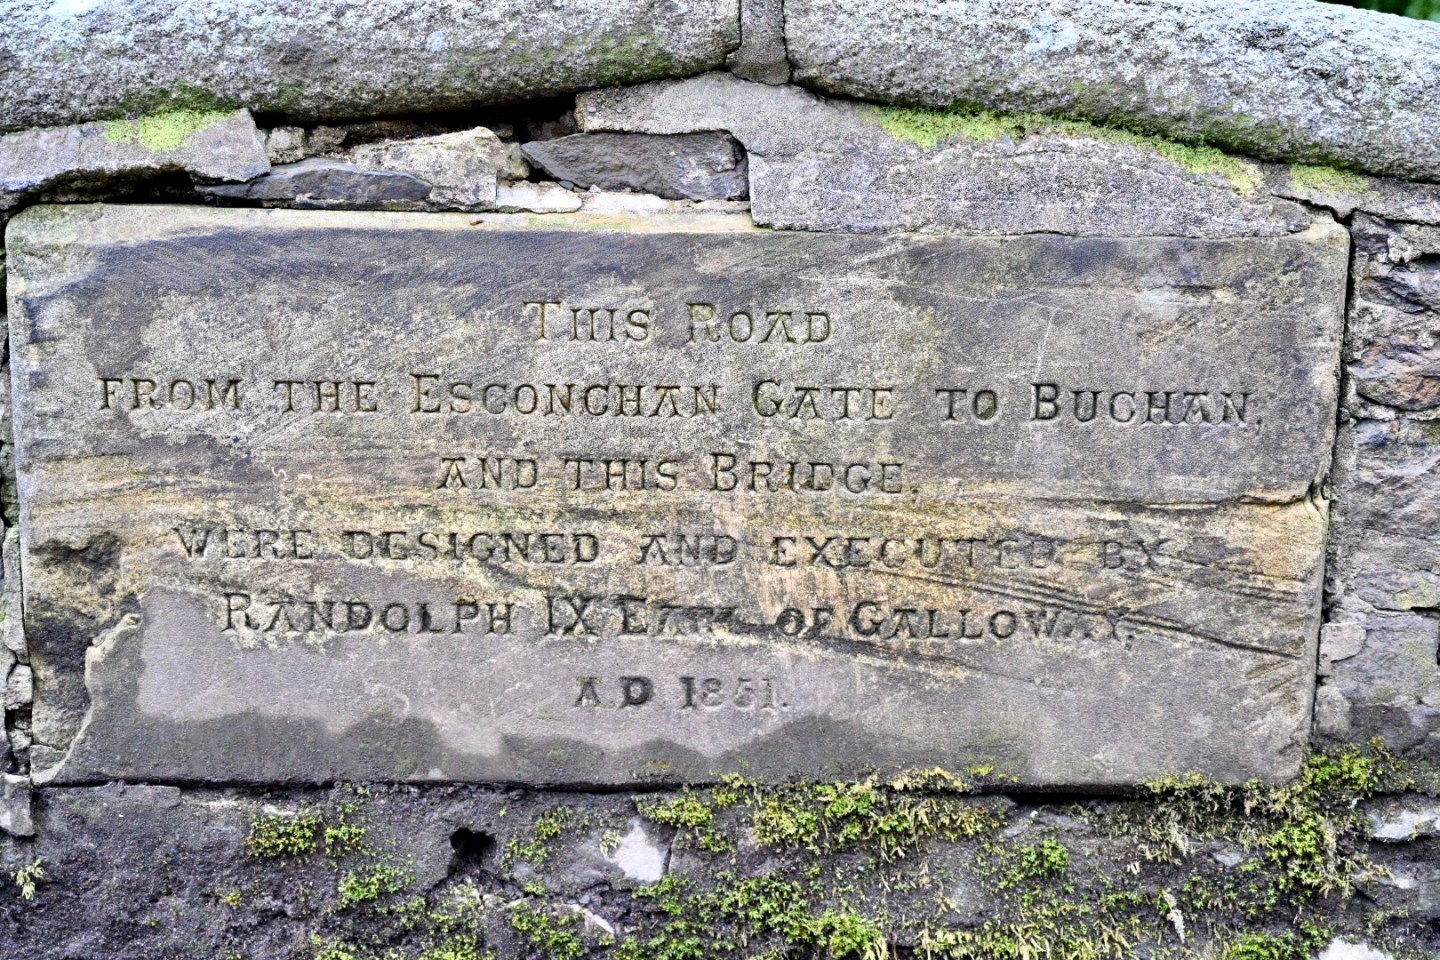 THIS ROAD
FROM THE ESCONCHAN GATE TO BUCHAN,
AND THIS BRIDGE,
WERE DESIGNED AND EXECUTED BY
RANDOLPH IX EARL OF GALLOWAY.
A.D. 1851.